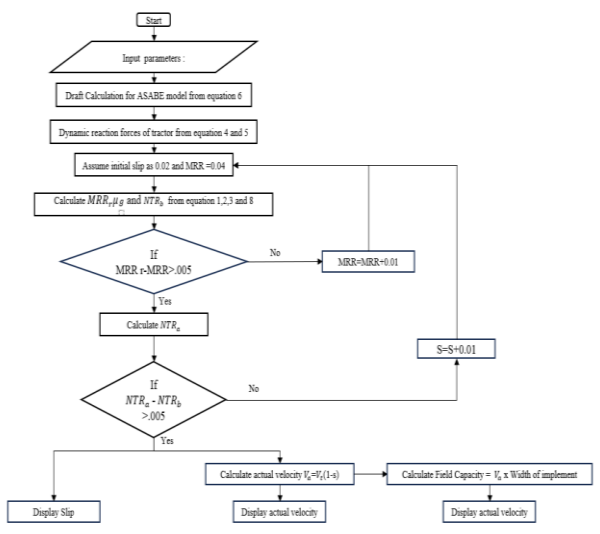 Start
Input parameters :
Draft Calculation for ASABE model from equation 6
Dynamic reaction forces of tractor from equation 4 and 5
Assume initial slip as 0.02 and MRR =0.04
Calculate MRRᵣμ g and NTR_b from equation 1,2,3 and 8
If
MRR r-MRR>.005
No
MRR=MRR+0.01
Yes
Calculate NTRₐ
S=S+0.01
If
NTRₐ - NTR_b
>.005
No
Yes
Calculate actual velocity Vₐ=Vₜ(1-s)
Calculate Field Capacity = Vₐ x Width of implement
Display Slip
Display actual velocity
Display actual velocity